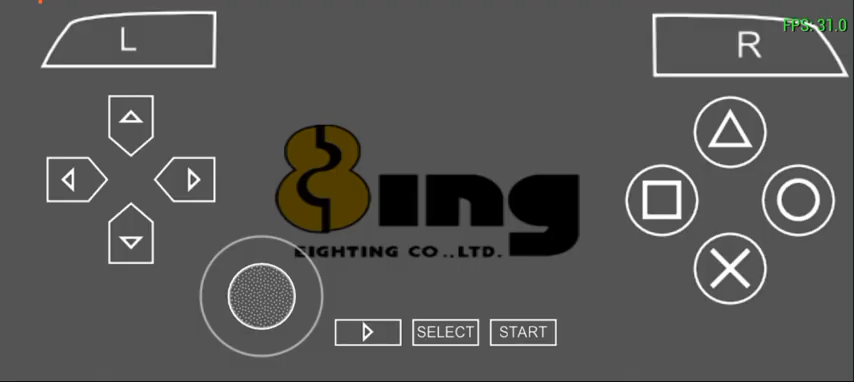 L
R
FPS: 31.0
8ing
EIGHTING CO.,LTD.
SELECT
START